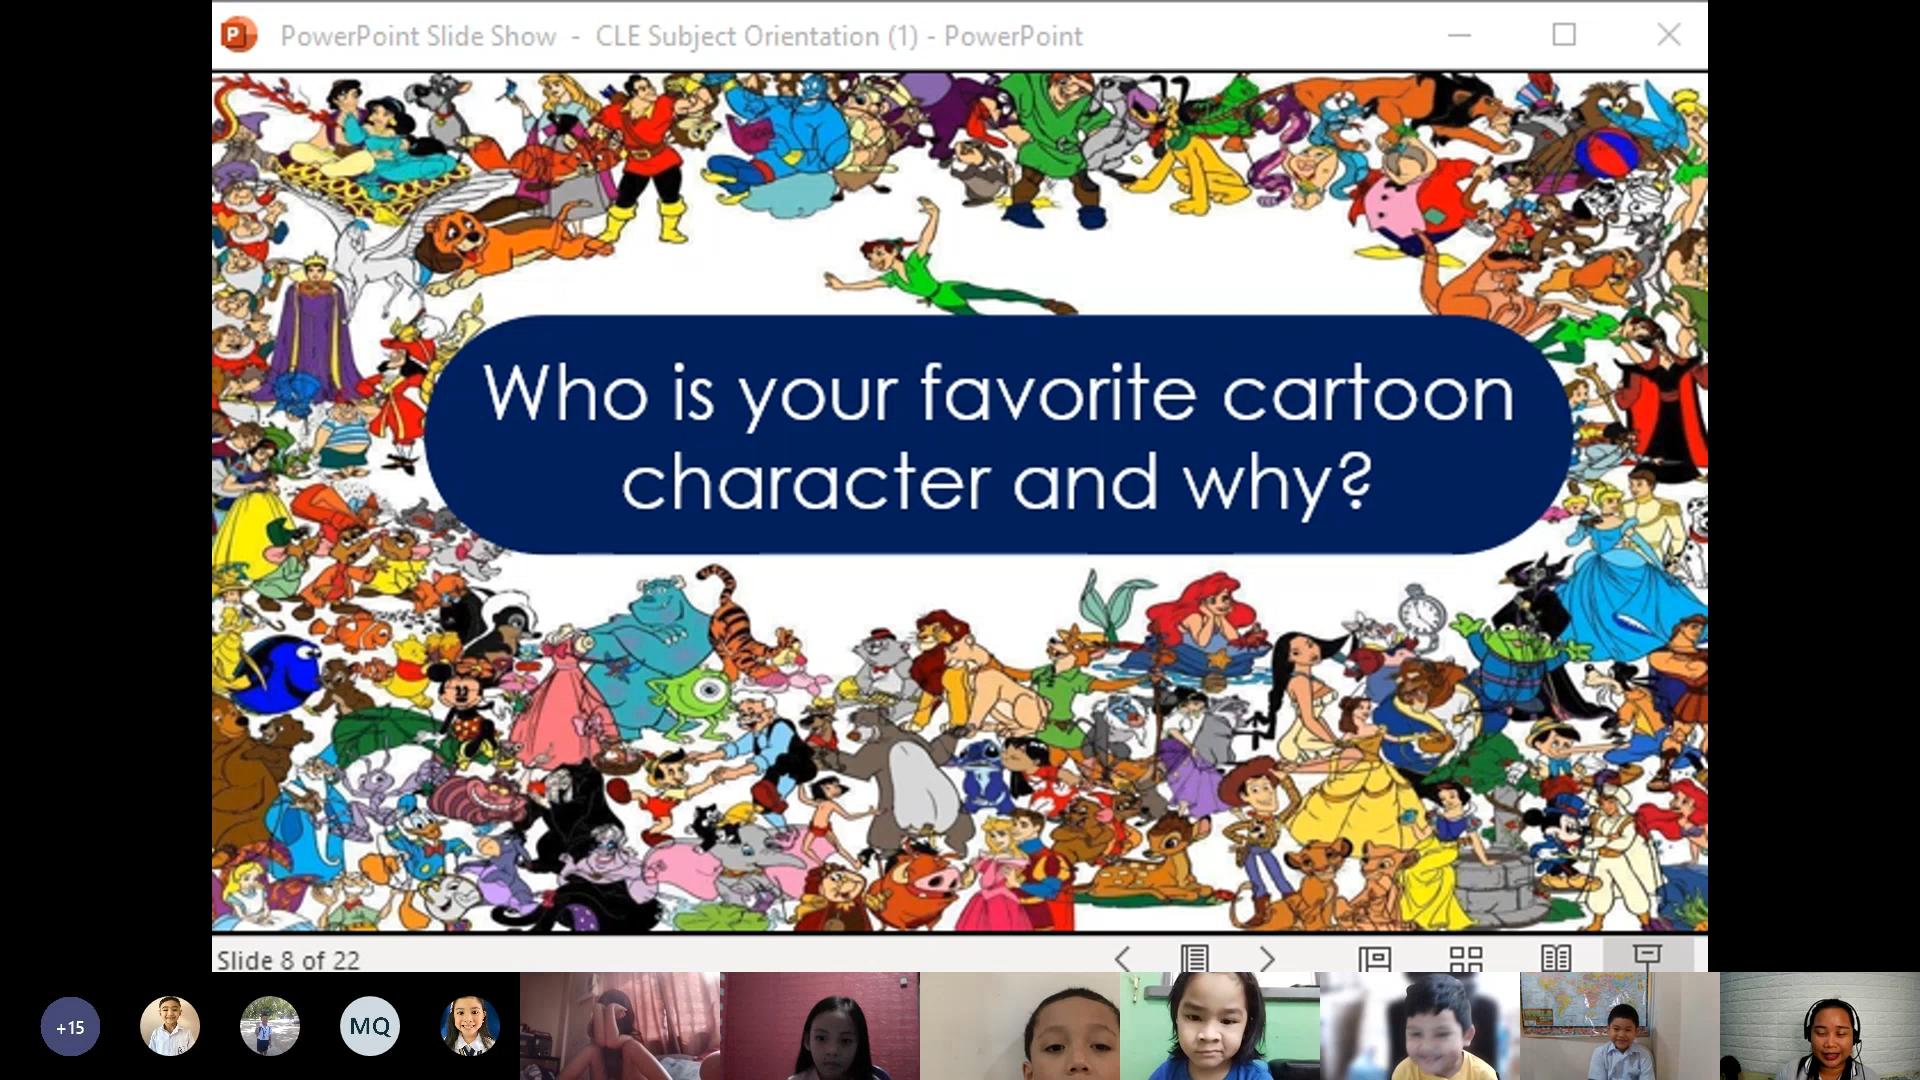 PowerPoint Slide Show - CLE Subject Orientation (1) - PowerPoint
Who is your favorite cartoon
character and why?
Slide 8 of 22
+15
MQ